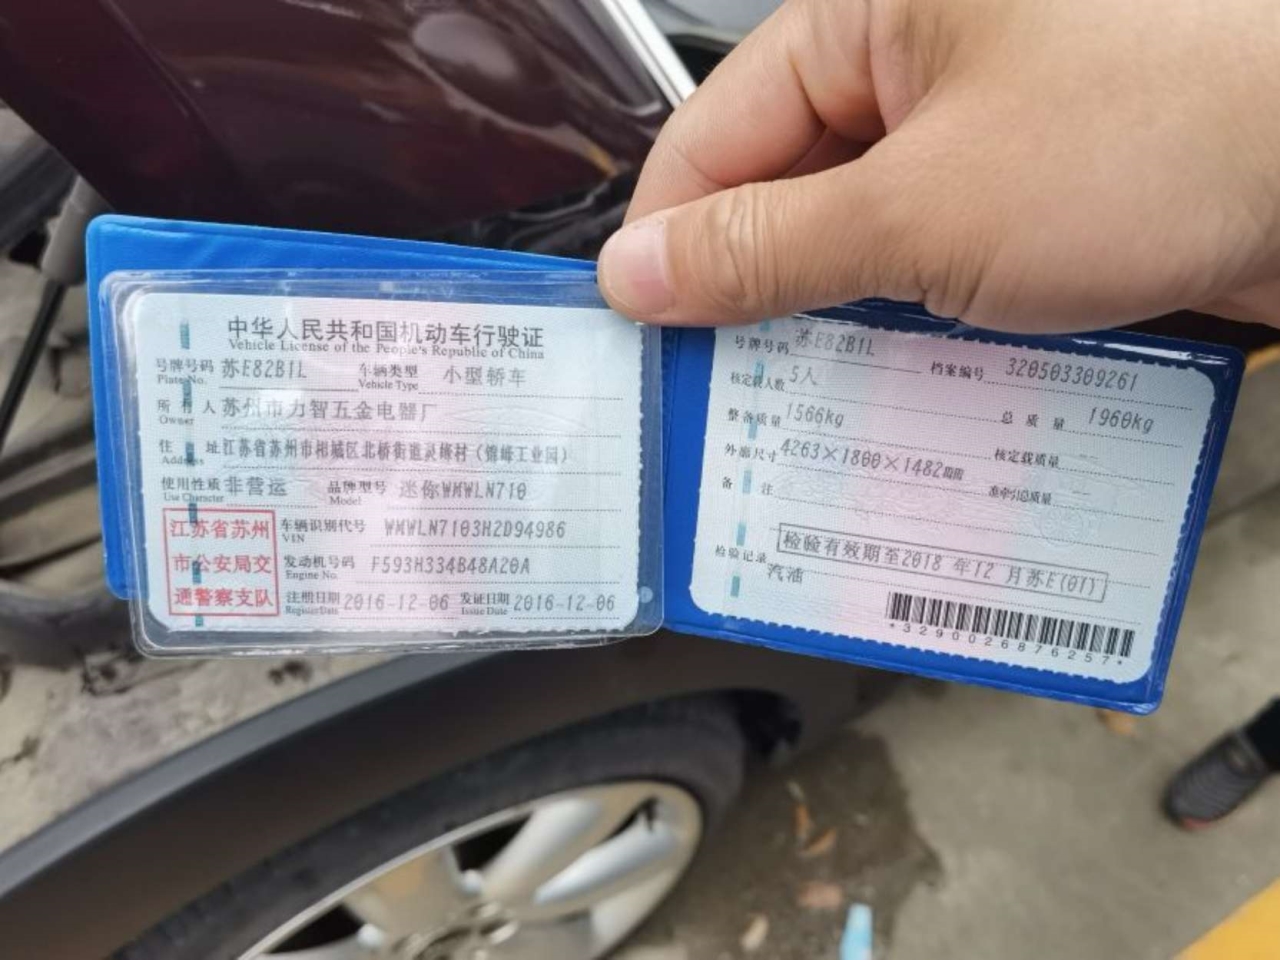 中华人民共和国机动车行驶证
Vehicle License of the People's Republic of China
号牌号码 苏E82B1L 车辆类型 小型轿车
Plate No. Vehicle Type
所有人 苏州市力智五金电器厂
Owner
住址 江苏省苏州市相城区北桥街道灵峰村（锦峰工业园）
Address
使用性质 非营运 品牌型号 迷你WMWLN710
Use Character Model
江苏省苏州
市公安局交
通警察支队
车辆识别代号 WMWLN7103H2D94986
VIN
发动机号码 F593H334B48A20A
Engine No.
注册日期 2016-12-06 发证日期 2016-12-06
Register Date Issue Date
号牌号码 苏E82B1L 档案编号 320503309261
核定载人数 5人 总质量 1960kg
整备质量 1566kg 核定载质量 --
外廓尺寸 4263×1800×1482mm 准牵引总质量 --
备注
检验有效期至2018年12月苏E(01)
检验记录
汽油
*3290026876257*